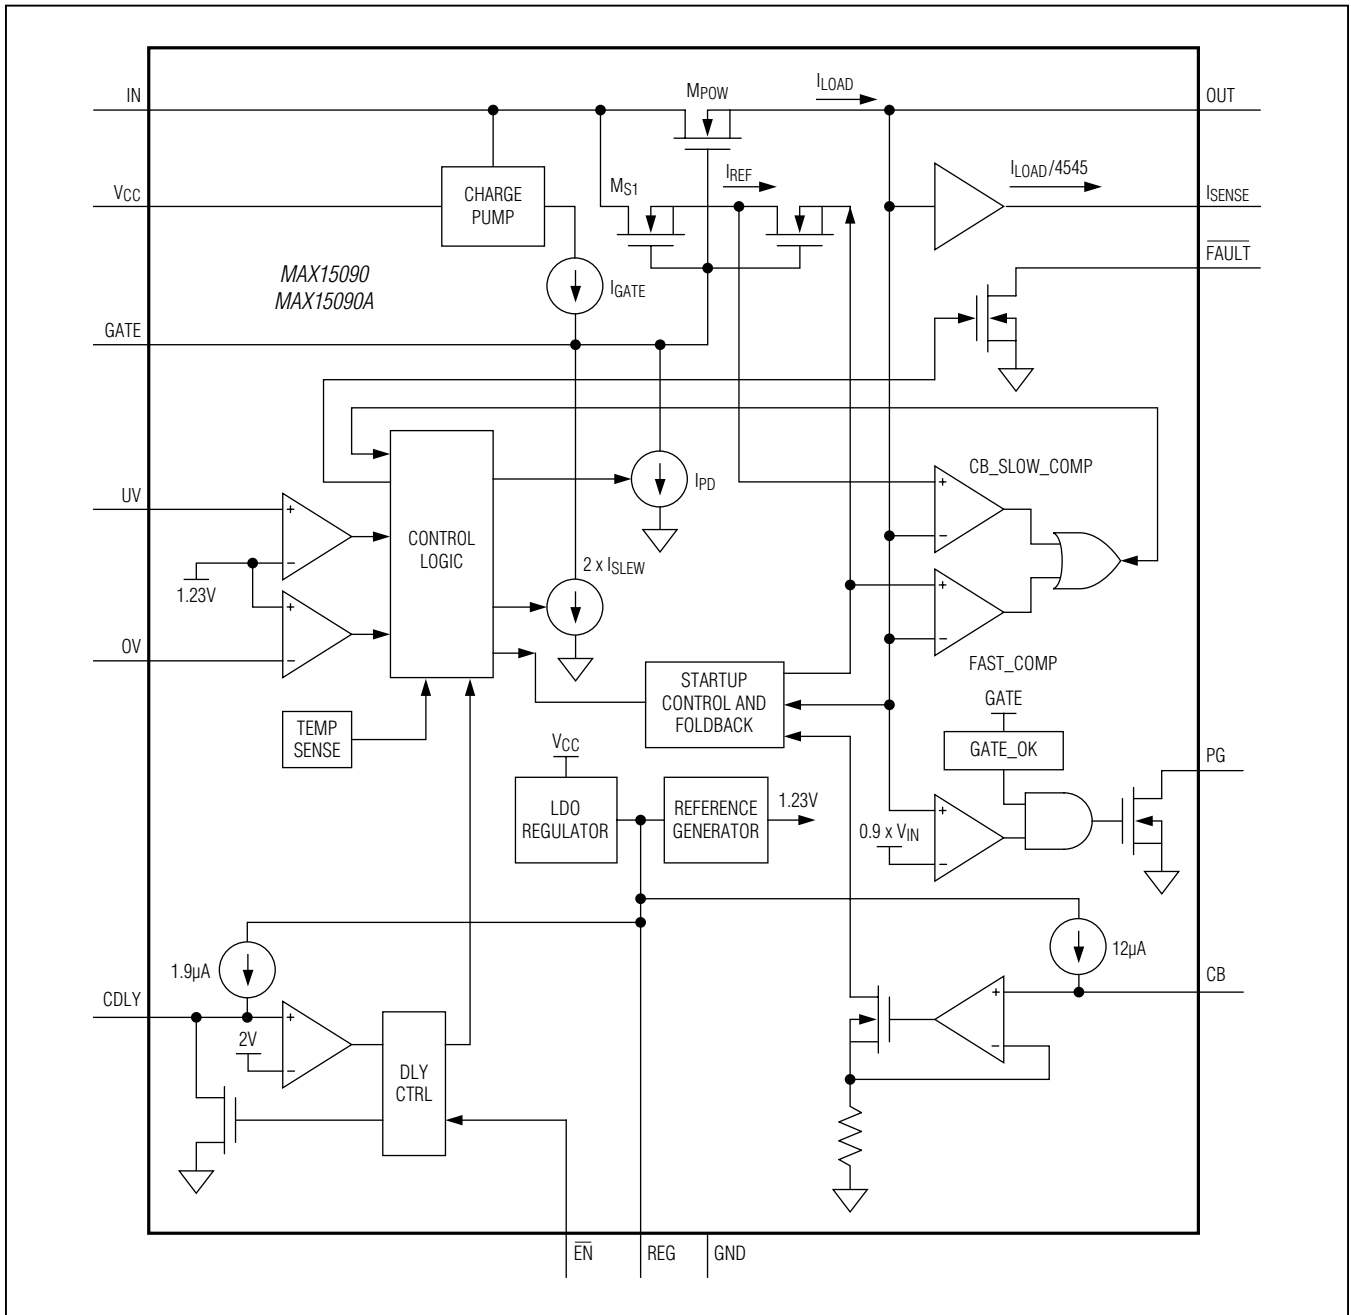 IN
MPOW
ILOAD
OUT
VCC
CHARGE
PUMP
MS1
IREF
ILOAD/4545
ISENSE
FAULT
MAX15090
MAX15090A
IGATE
GATE
CB_SLOW_COMP
UV
+
−
1.23V
+
−
OV
CONTROL
LOGIC
IPD
2 x ISLEW
+
−
+
−
FAST_COMP
TEMP
SENSE
STARTUP
CONTROL AND
FOLDBACK
GATE
GATE_OK
PG
VCC
LDO
REGULATOR
REFERENCE
GENERATOR
1.23V
0.9 x VIN
+
−
1.9µA
12µA
CDLY
CB
+
−
2V
DLY
CTRL
+
−
EN
REG
GND